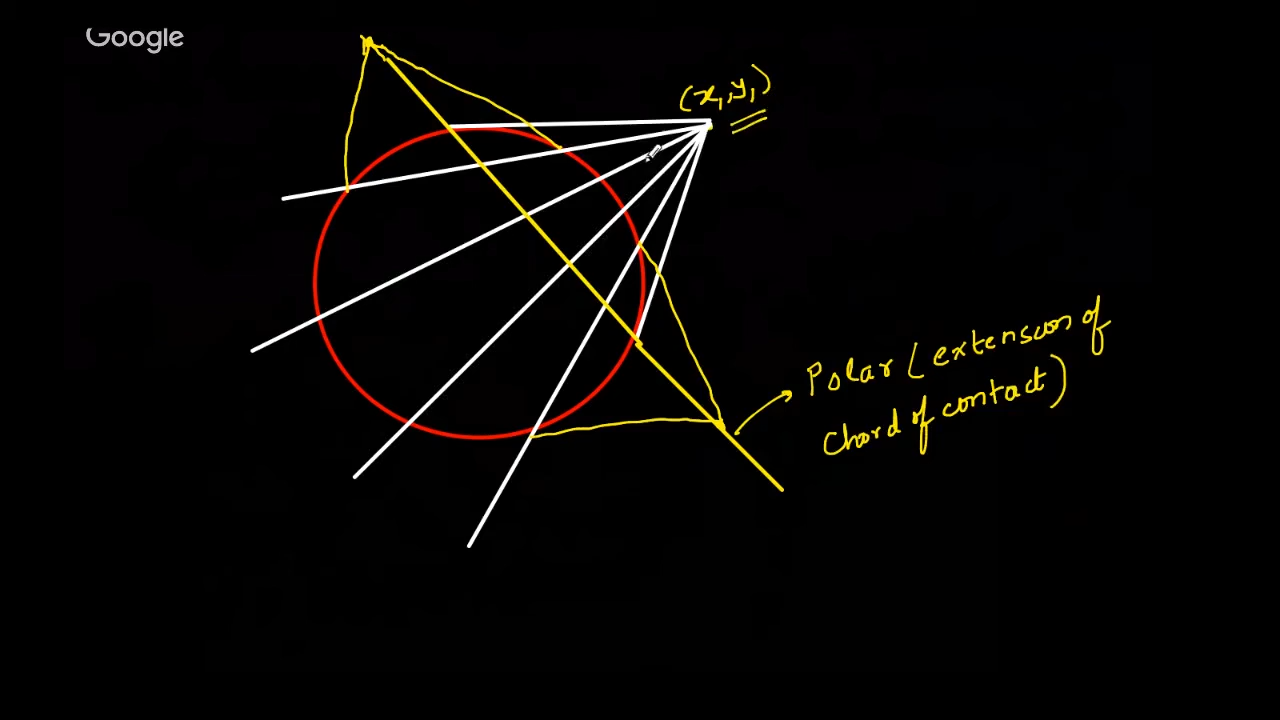 Google
(x₁,y₁)
Polar (extension of
Chord of contact)